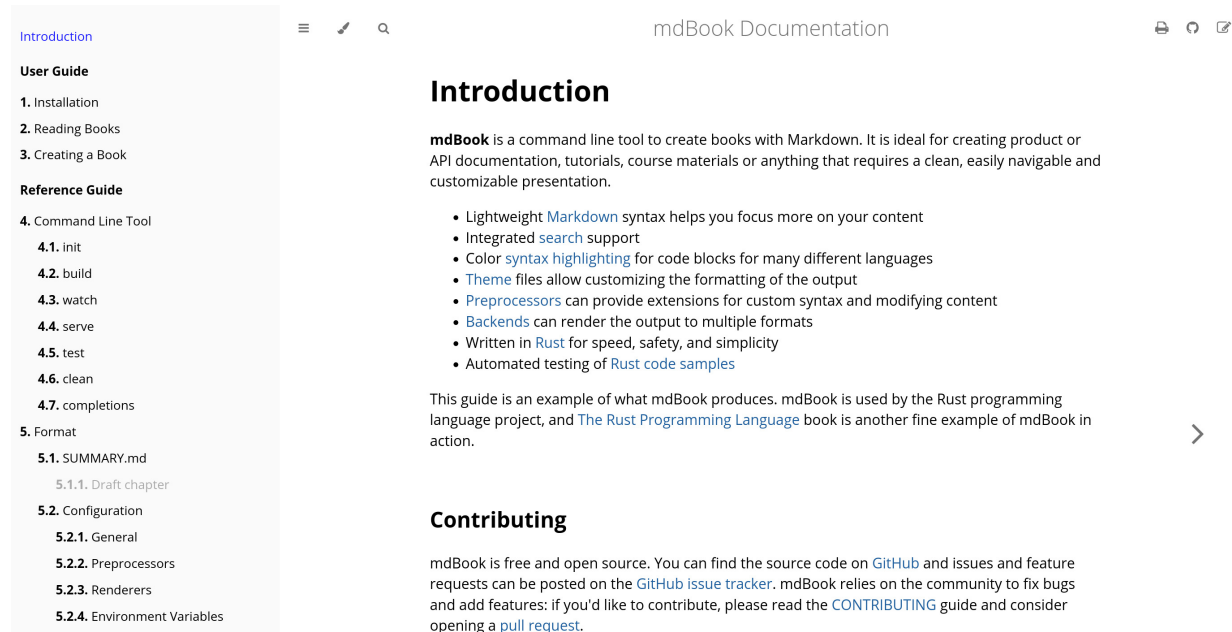 Introduction
User Guide
1. Installation
2. Reading Books
3. Creating a Book
Reference Guide
4. Command Line Tool
4.1. init
4.2. build
4.3. watch
4.4. serve
4.5. test
4.6. clean
4.7. completions
5. Format
5.1. SUMMARY.md
5.1.1. Draft chapter
5.2. Configuration
5.2.1. General
5.2.2. Preprocessors
5.2.3. Renderers
5.2.4. Environment Variables
mdBook Documentation
Introduction
mdBook is a command line tool to create books with Markdown. It is ideal for creating product or
API documentation, tutorials, course materials or anything that requires a clean, easily navigable and
customizable presentation.
• Lightweight Markdown syntax helps you focus more on your content
• Integrated search support
• Color syntax highlighting for code blocks for many different languages
• Theme files allow customizing the formatting of the output
• Preprocessors can provide extensions for custom syntax and modifying content
• Backends can render the output to multiple formats
• Written in Rust for speed, safety, and simplicity
• Automated testing of Rust code samples
This guide is an example of what mdBook produces. mdBook is used by the Rust programming
language project, and The Rust Programming Language book is another fine example of mdBook in
action.
Contributing
mdBook is free and open source. You can find the source code on GitHub and issues and feature
requests can be posted on the GitHub issue tracker. mdBook relies on the community to fix bugs
and add features: if you'd like to contribute, please read the CONTRIBUTING guide and consider
opening a pull request.